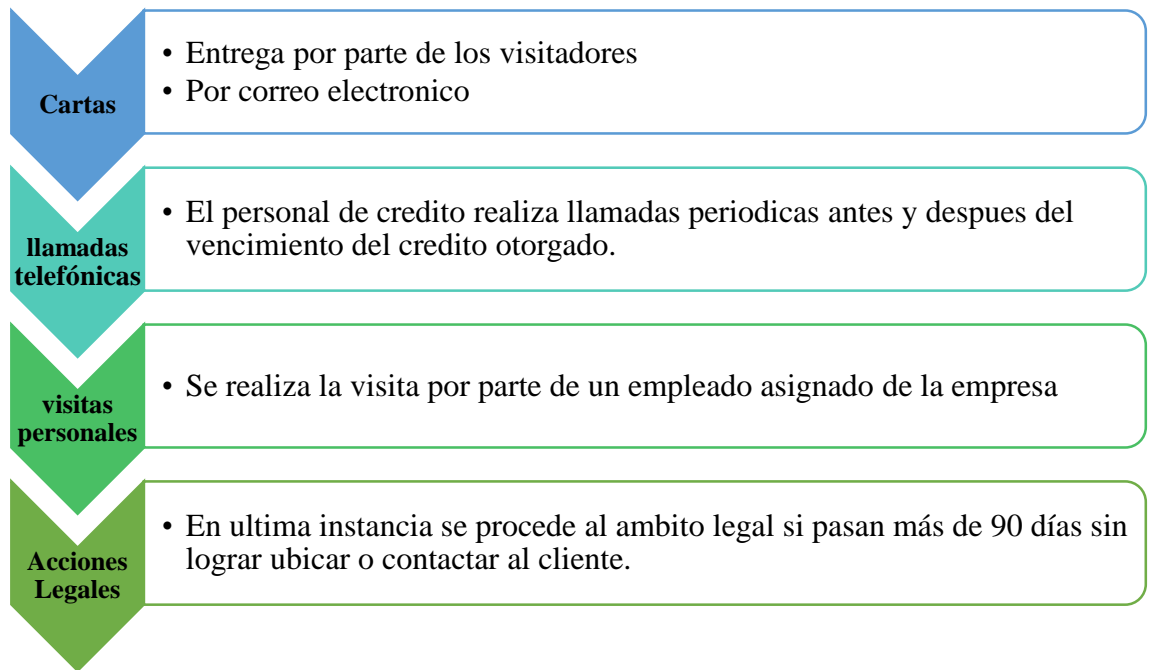 Cartas
• Entrega por parte de los visitadores
• Por correo electronico
llamadas
telefónicas
• El personal de credito realiza llamadas periodicas antes y despues del
vencimiento del credito otorgado.
visitas
personales
• Se realiza la visita por parte de un empleado asignado de la empresa
Acciones
Legales
• En ultima instancia se procede al ambito legal si pasan más de 90 días sin
lograr ubicar o contactar al cliente.